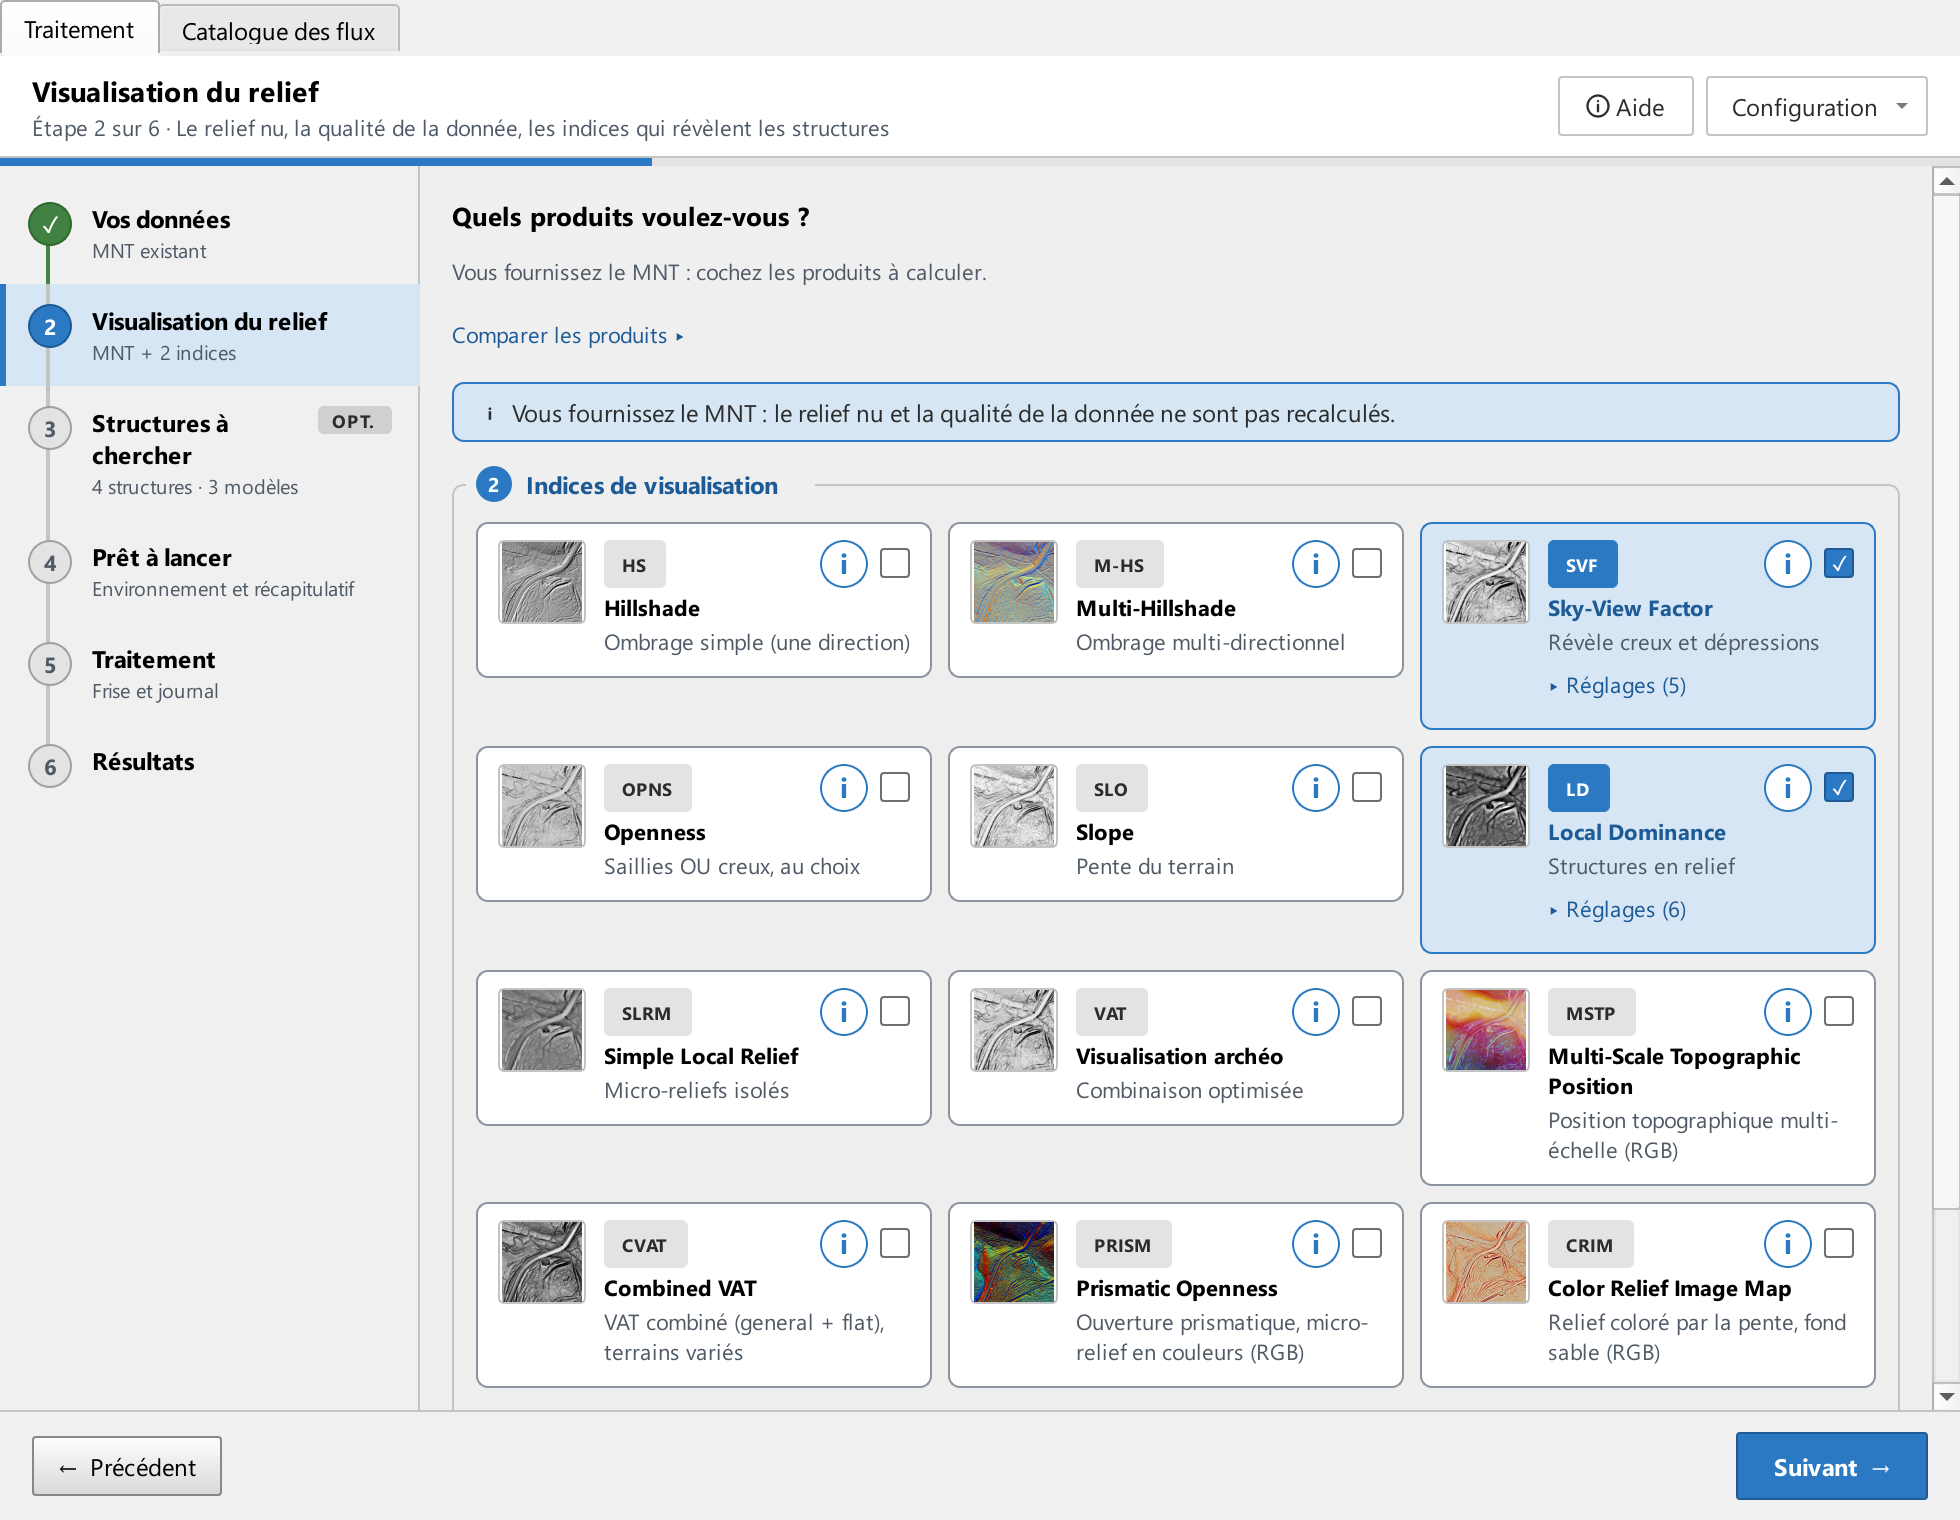 Traitement
Catalogue des flux
Visualisation du relief
Étape 2 sur 6 · Le relief nu, la qualité de la donnée, les indices qui révèlent les structures
Aide
Configuration
Vos données
MNT existant
2
Visualisation du relief
MNT + 2 indices
3
Structures à
chercher
OPT.
4 structures · 3 modèles
4
Prêt à lancer
Environnement et récapitulatif
5
Traitement
Frise et journal
6
Résultats
Quels produits voulez-vous ?
Vous fournissez le MNT : cochez les produits à calculer.
Comparer les produits ▸
i Vous fournissez le MNT : le relief nu et la qualité de la donnée ne sont pas recalculés.
2 Indices de visualisation
HS
i
Hillshade
Ombrage simple (une direction)
M-HS
i
Multi-Hillshade
Ombrage multi-directionnel
SVF
i
Sky-View Factor
Révèle creux et dépressions
▸ Réglages (5)
OPNS
i
Openness
Saillies OU creux, au choix
SLO
i
Slope
Pente du terrain
LD
i
Local Dominance
Structures en relief
▸ Réglages (6)
SLRM
i
Simple Local Relief
Micro-reliefs isolés
VAT
i
Visualisation archéo
Combinaison optimisée
MSTP
i
Multi-Scale Topographic
Position
Position topographique multi-
échelle (RGB)
CVAT
i
Combined VAT
VAT combiné (general + flat),
terrains variés
PRISM
i
Prismatic Openness
Ouverture prismatique, micro-
relief en couleurs (RGB)
CRIM
i
Color Relief Image Map
Relief coloré par la pente, fond
sable (RGB)
← Précédent
Suivant →